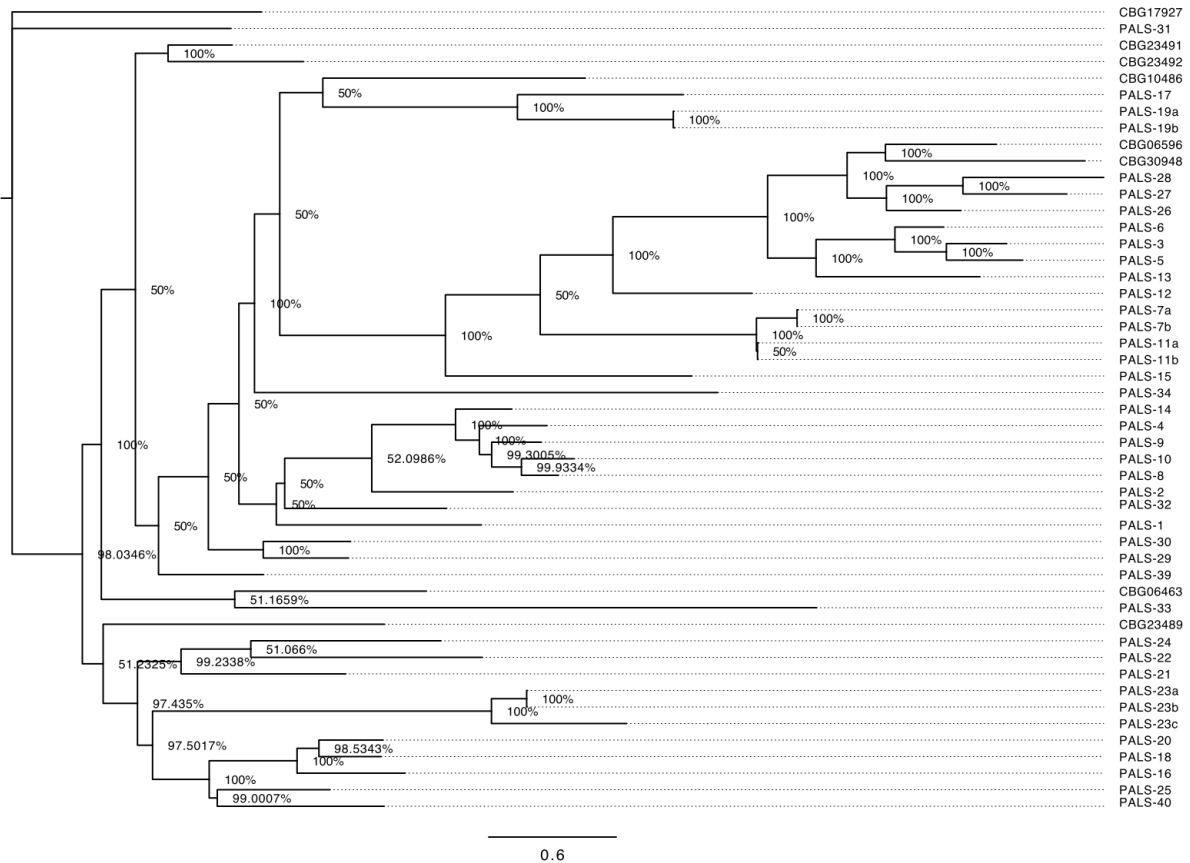 CBG17927
PALS-31
CBG23491
100%
CBG23492
CBG10486
50%
PALS-17
100%
PALS-19a
100%
PALS-19b
CBG06596
100%
CBG30948
100%
PALS-28
100%
PALS-27
100%
PALS-26
50%
100%
PALS-6
100%
PALS-3
100%
PALS-5
100%
100%
PALS-13
50%
50%
PALS-12
100%
PALS-7a
100%
PALS-7b
100%
100%
PALS-11a
50%
PALS-11b
PALS-15
PALS-34
50%
PALS-14
100%
PALS-4
100%
100%
PALS-9
99.3005%
52.0986%
PALS-10
99.9334%
PALS-8
50%
50%
PALS-2
50%
PALS-32
50%
PALS-1
PALS-30
100%
98.0346%
PALS-29
PALS-39
CBG06463
51.1659%
PALS-33
CBG23489
PALS-24
51.066%
51.2325%
99.2338%
PALS-22
PALS-21
PALS-23a
100%
97.435%
PALS-23b
100%
PALS-23c
97.5017%
PALS-20
98.5343%
PALS-18
100%
PALS-16
100%
PALS-25
99.0007%
PALS-40
0.6